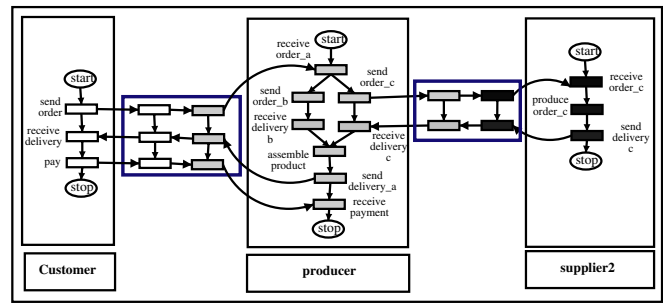 start
send
order
receive
delivery
pay
stop
Customer
receive
order_a
start
send
order_b
send
order_c
receive
delivery
b
receive
delivery
c
assemble
product
send
delivery_a
receive
payment
stop
producer
start
receive
order_c
produce
order_c
send
delivery
c
stop
supplier2